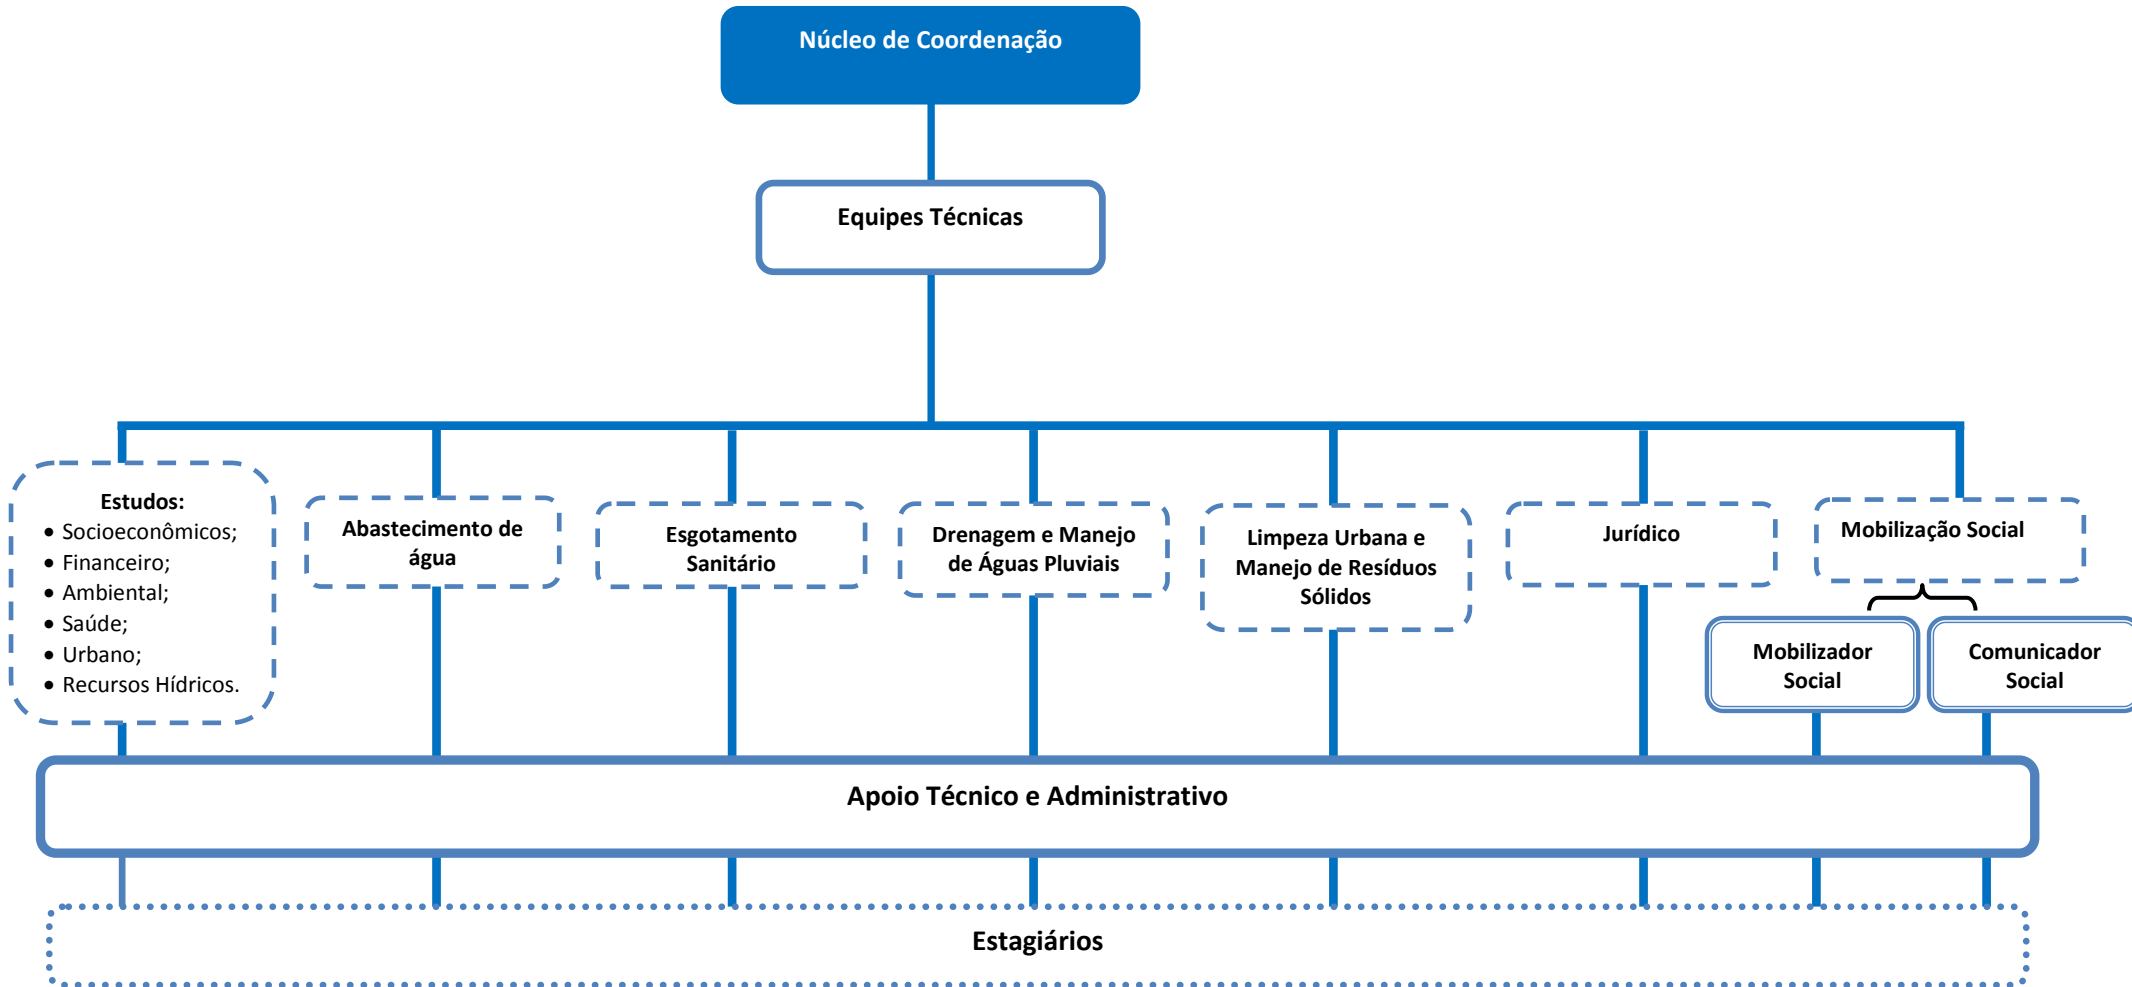 Núcleo de Coordenação
Equipes Técnicas
Estudos:
• Socioeconômicos;
• Financeiro;
• Ambiental;
• Saúde;
• Urbano;
• Recursos Hídricos.
Abastecimento de
água
Esgotamento
Sanitário
Drenagem e Manejo
de Águas Pluviais
Limpeza Urbana e
Manejo de Resíduos
Sólidos
Jurídico
Mobilização Social
Mobilizador
Social
Comunicador
Social
Apoio Técnico e Administrativo
Estagiários